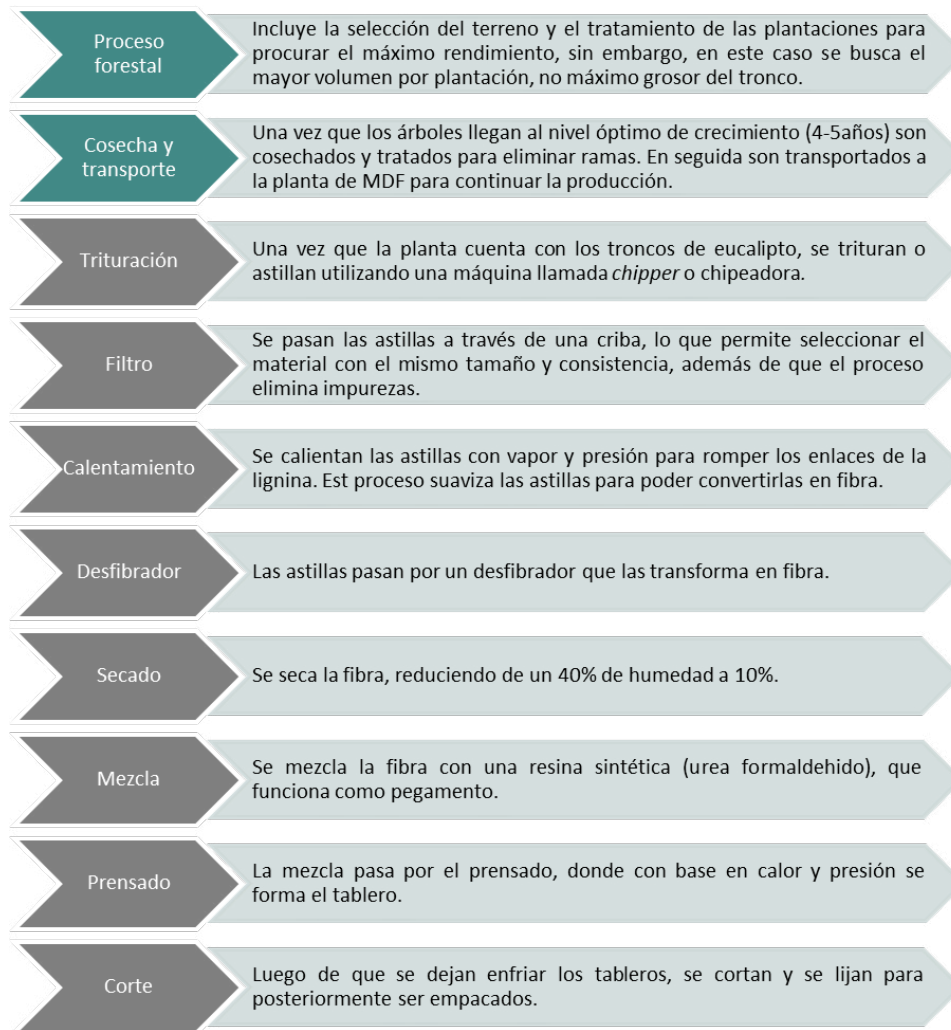 Proceso
forestal
Incluye la selección del terreno y el tratamiento de las plantaciones para
procurar el máximo rendimiento, sin embargo, en este caso se busca el
mayor volumen por plantación, no máximo grosor del tronco.
Cosecha y
transporte
Una vez que los árboles llegan al nivel óptimo de crecimiento (4-5años) son
cosechados y tratados para eliminar ramas. En seguida son transportados a
la planta de MDF para continuar la producción.
Trituración
Una vez que la planta cuenta con los troncos de eucalipto, se trituran o
astillan utilizando una máquina llamada chipper o chipeadora.
Filtro
Se pasan las astillas a través de una criba, lo que permite seleccionar el
material con el mismo tamaño y consistencia, además de que el proceso
elimina impurezas.
Calentamiento
Se calientan las astillas con vapor y presión para romper los enlaces de la
lignina. Est proceso suaviza las astillas para poder convertirlas en fibra.
Desfibrador
Las astillas pasan por un desfibrador que las transforma en fibra.
Secado
Se seca la fibra, reduciendo de un 40% de humedad a 10%.
Mezcla
Se mezcla la fibra con una resina sintética (urea formaldehido), que
funciona como pegamento.
Prensado
La mezcla pasa por el prensado, donde con base en calor y presión se
forma el tablero.
Corte
Luego de que se dejan enfriar los tableros, se cortan y se lijan para
posteriormente ser empacados.